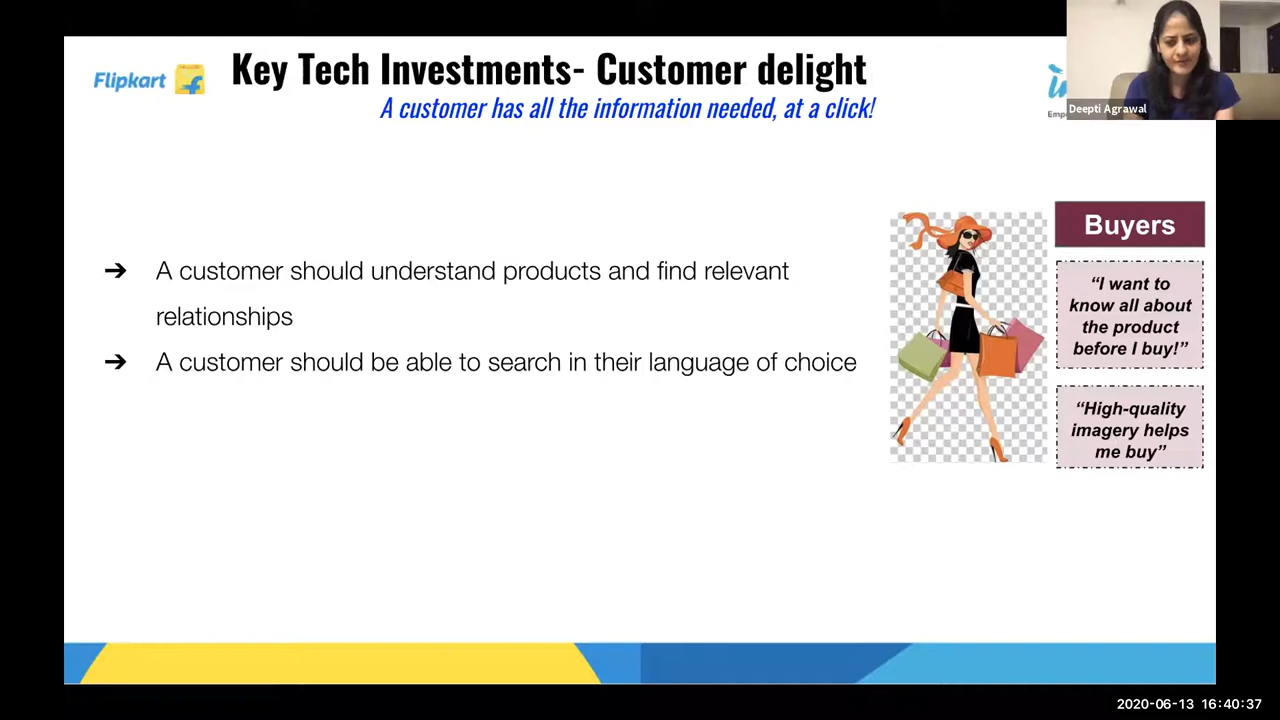 Flipkart
Key Tech Investments- Customer delight
A customer has all the information needed, at a click!
Deepti Agrawal
➔ A customer should understand products and find relevant
relationships
➔ A customer should be able to search in their language of choice
Buyers
“I want to
know all about
the product
before I buy!”
“High-quality
imagery helps
me buy”
2020-06-13 16:40:37